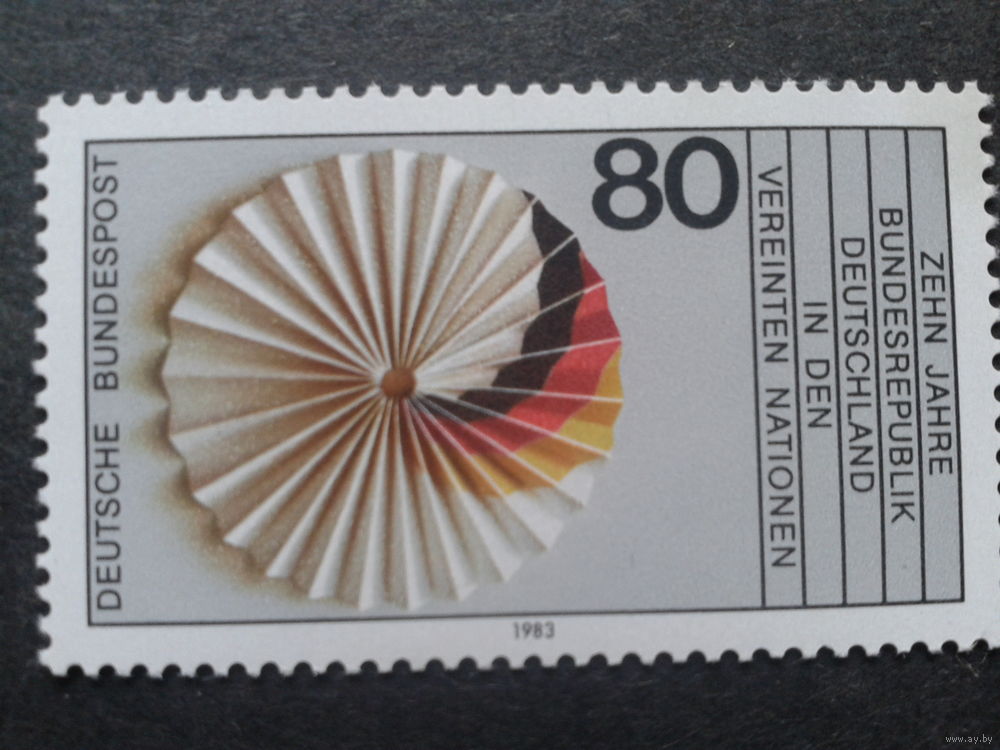 DEUTSCHE BUNDESPOST
80
ZEHN JAHRE
BUNDESREPUBLIK
DEUTSCHLAND
IN DEN
VEREINTEN NATIONEN
1983
www.ay.by